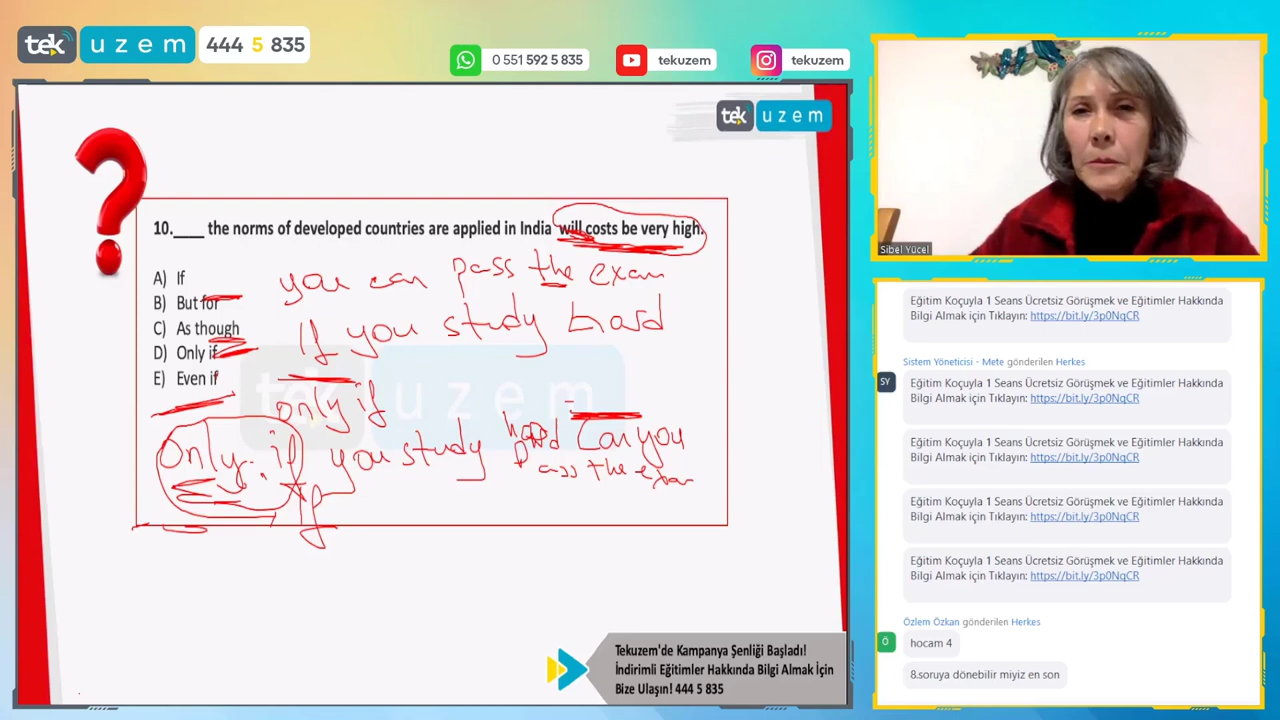 tek uzem 444 5 835
0 551 592 5 835
tekuzem
tekuzem
tek uzem
10.____ the norms of developed countries are applied in India will costs be very high.
A) If
B) But for
C) As though
D) Only if
E) Even if
you can pass the exam
If you study hard
only if
only if you study hard Can you
pass the exam
If
tek uzem
Tekuzem'de Kampanya Şenliği Başladı!
İndirimli Eğitimler Hakkında Bilgi Almak İçin
Bize Ulaşın! 444 5 835
Sibel Yücel
Eğitim Koçuyla 1 Seans Ücretsiz Görüşmek ve Eğitimler Hakkında
Bilgi Almak için Tıklayın: https://bit.ly/3p0NqCR
Sistem Yöneticisi - Mete gönderilen Herkes
SY
Eğitim Koçuyla 1 Seans Ücretsiz Görüşmek ve Eğitimler Hakkında
Bilgi Almak için Tıklayın: https://bit.ly/3p0NqCR
Eğitim Koçuyla 1 Seans Ücretsiz Görüşmek ve Eğitimler Hakkında
Bilgi Almak için Tıklayın: https://bit.ly/3p0NqCR
Eğitim Koçuyla 1 Seans Ücretsiz Görüşmek ve Eğitimler Hakkında
Bilgi Almak için Tıklayın: https://bit.ly/3p0NqCR
Eğitim Koçuyla 1 Seans Ücretsiz Görüşmek ve Eğitimler Hakkında
Bilgi Almak için Tıklayın: https://bit.ly/3p0NqCR
Özlem Özkan gönderilen Herkes
Ö
hocam 4
8.soruya dönebilir miyiz en son